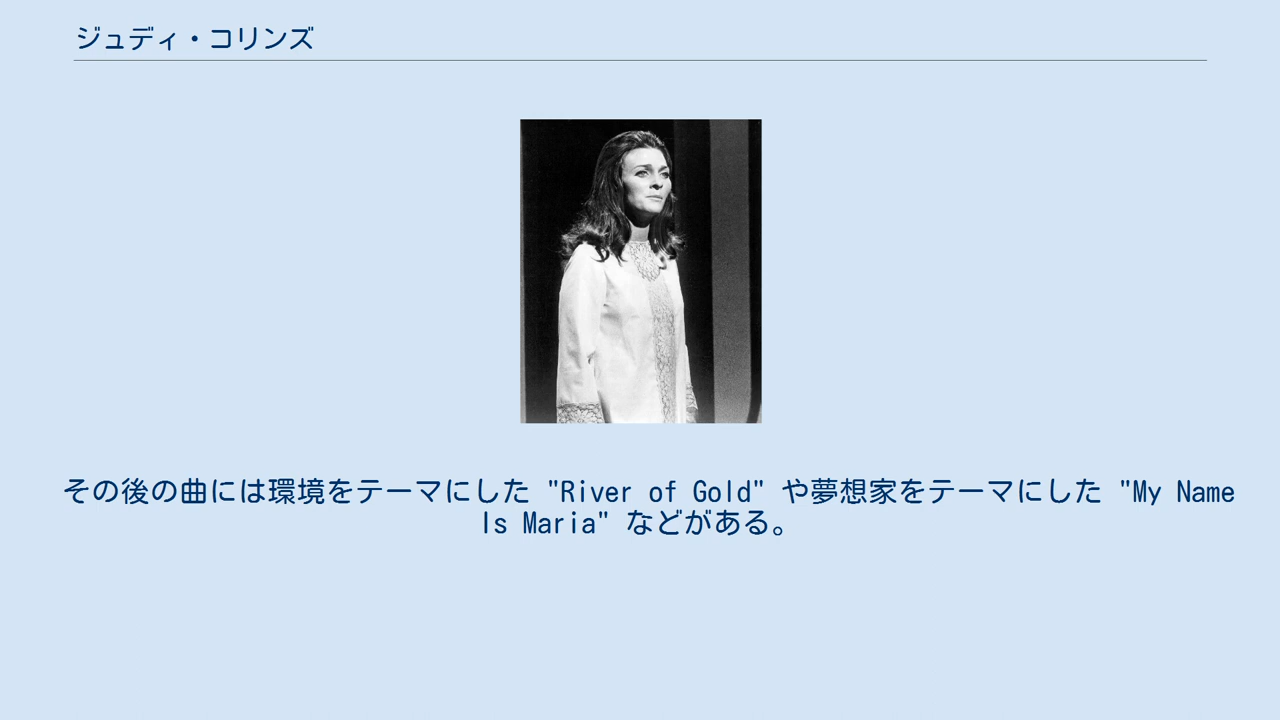 ジュディ・コリンズ
その後の曲には環境をテーマにした "River of Gold" や夢想家をテーマにした "My Name
Is Maria" などがある。